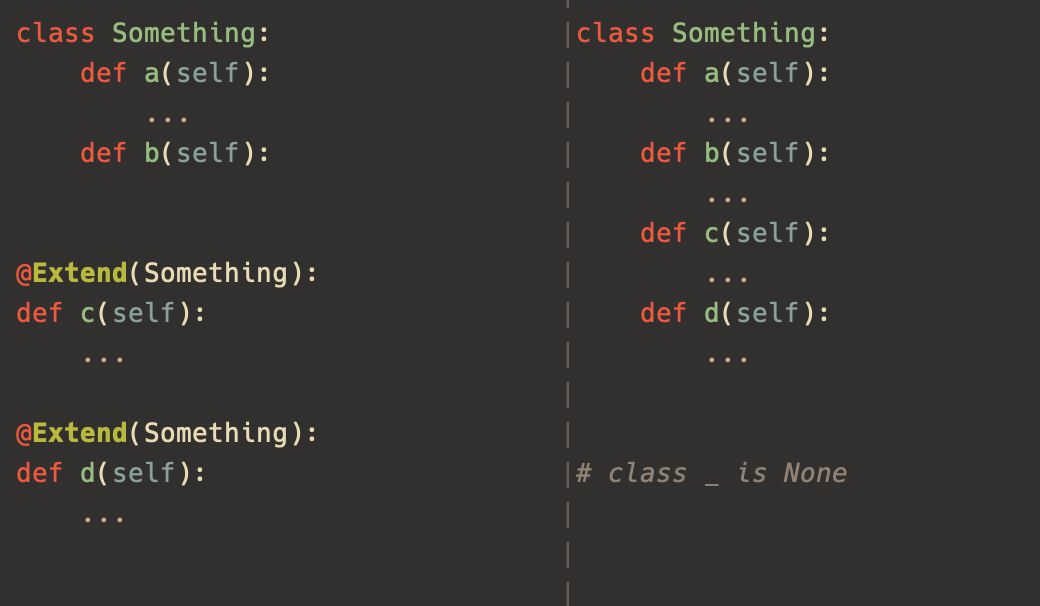 class Something:
    def a(self):
        ...
    def b(self):
@Extend(Something):
def c(self):
    ...
@Extend(Something):
def d(self):
    ...
class Something:
    def a(self):
        ...
    def b(self):
        ...
    def c(self):
        ...
    def d(self):
        ...
# class _ is None